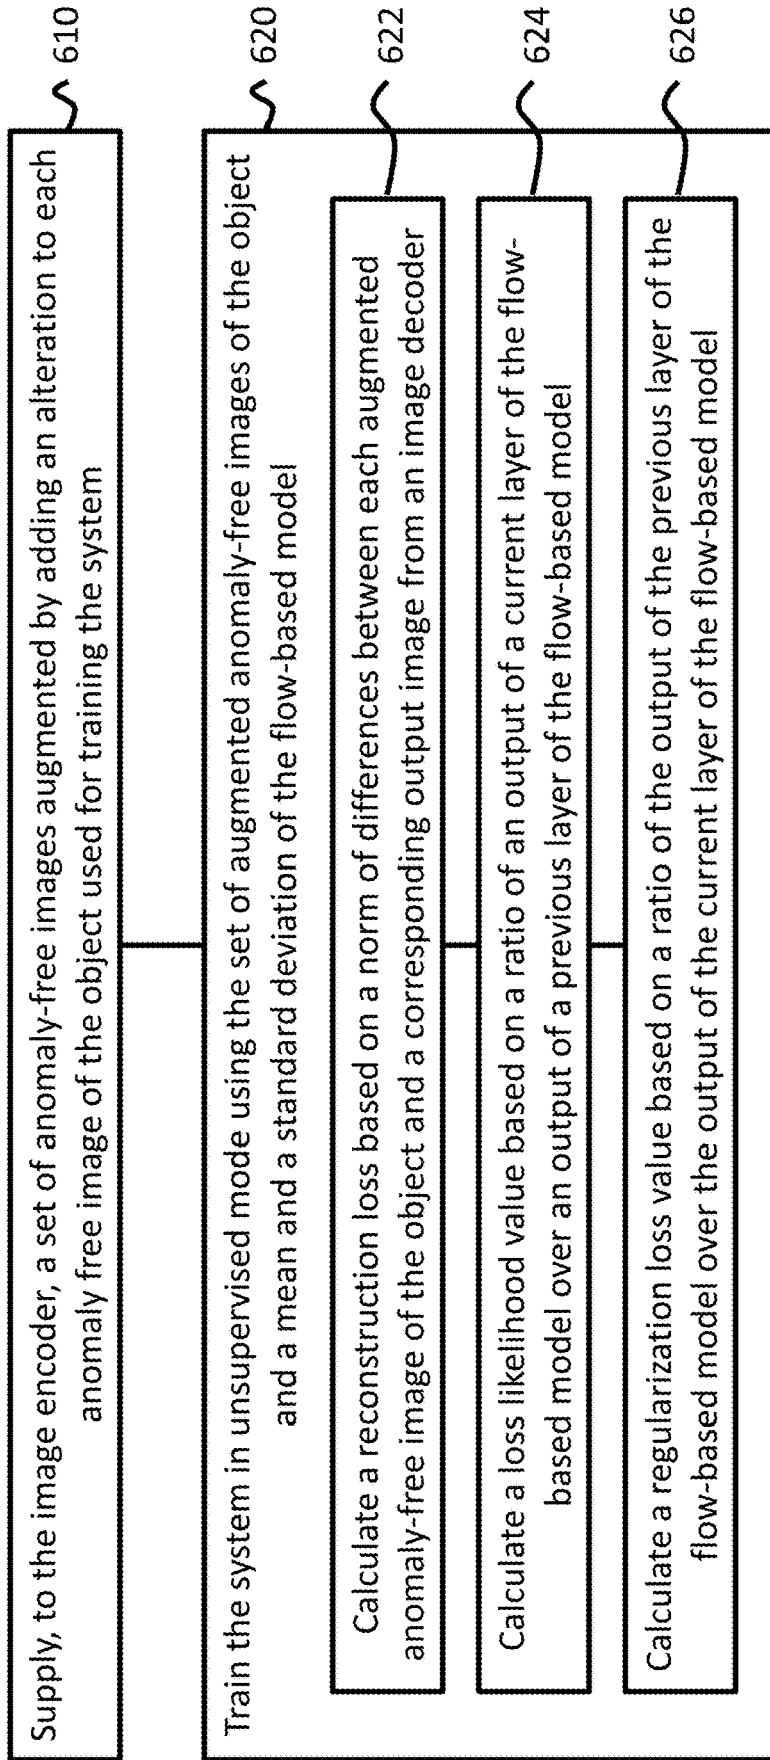 Supply, to the image encoder, a set of anomaly-free images augmented by adding an alteration to each
anomaly free image of the object used for training the system
610
Train the system in unsupervised mode using the set of augmented anomaly-free images of the object
and a mean and a standard deviation of the flow-based model
620
Calculate a reconstruction loss based on a norm of differences between each augmented
anomaly-free image of the object and a corresponding output image from an image decoder
622
Calculate a loss likelihood value based on a ratio of an output of a current layer of the flow-
based model over an output of a previous layer of the flow-based model
624
Calculate a regularization loss value based on a ratio of the output of the previous layer of the
flow-based model over the output of the current layer of the flow-based model
626